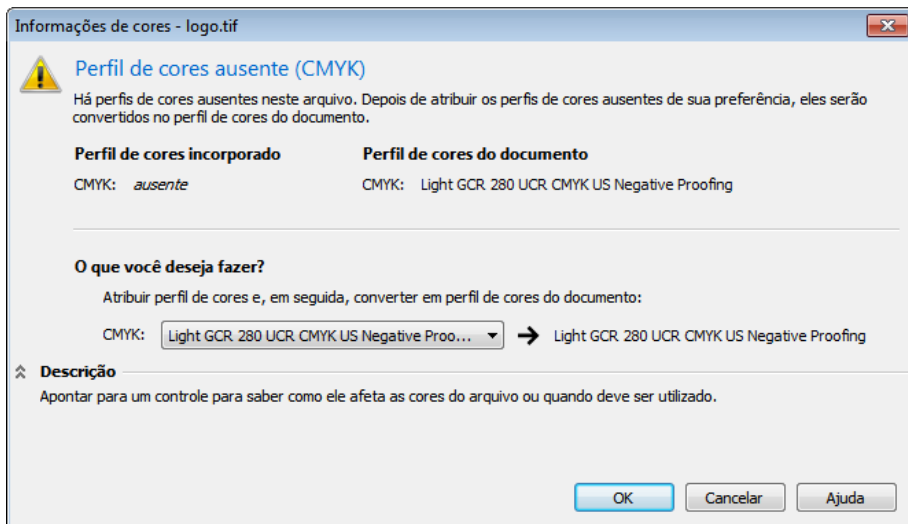 Informações de cores - logo.tif
Perfil de cores ausente (CMYK)
Há perfis de cores ausentes neste arquivo. Depois de atribuir os perfis de cores ausentes de sua preferência, eles serão
convertidos no perfil de cores do documento.
Perfil de cores incorporado Perfil de cores do documento
CMYK: ausente CMYK: Light GCR 280 UCR CMYK US Negative Proofing
O que você deseja fazer?
Atribuir perfil de cores e, em seguida, converter em perfil de cores do documento:
CMYK: Light GCR 280 UCR CMYK US Negative Proo... Light GCR 280 UCR CMYK US Negative Proofing
Descrição
Apontar para um controle para saber como ele afeta as cores do arquivo ou quando deve ser utilizado.
OK Cancelar Ajuda